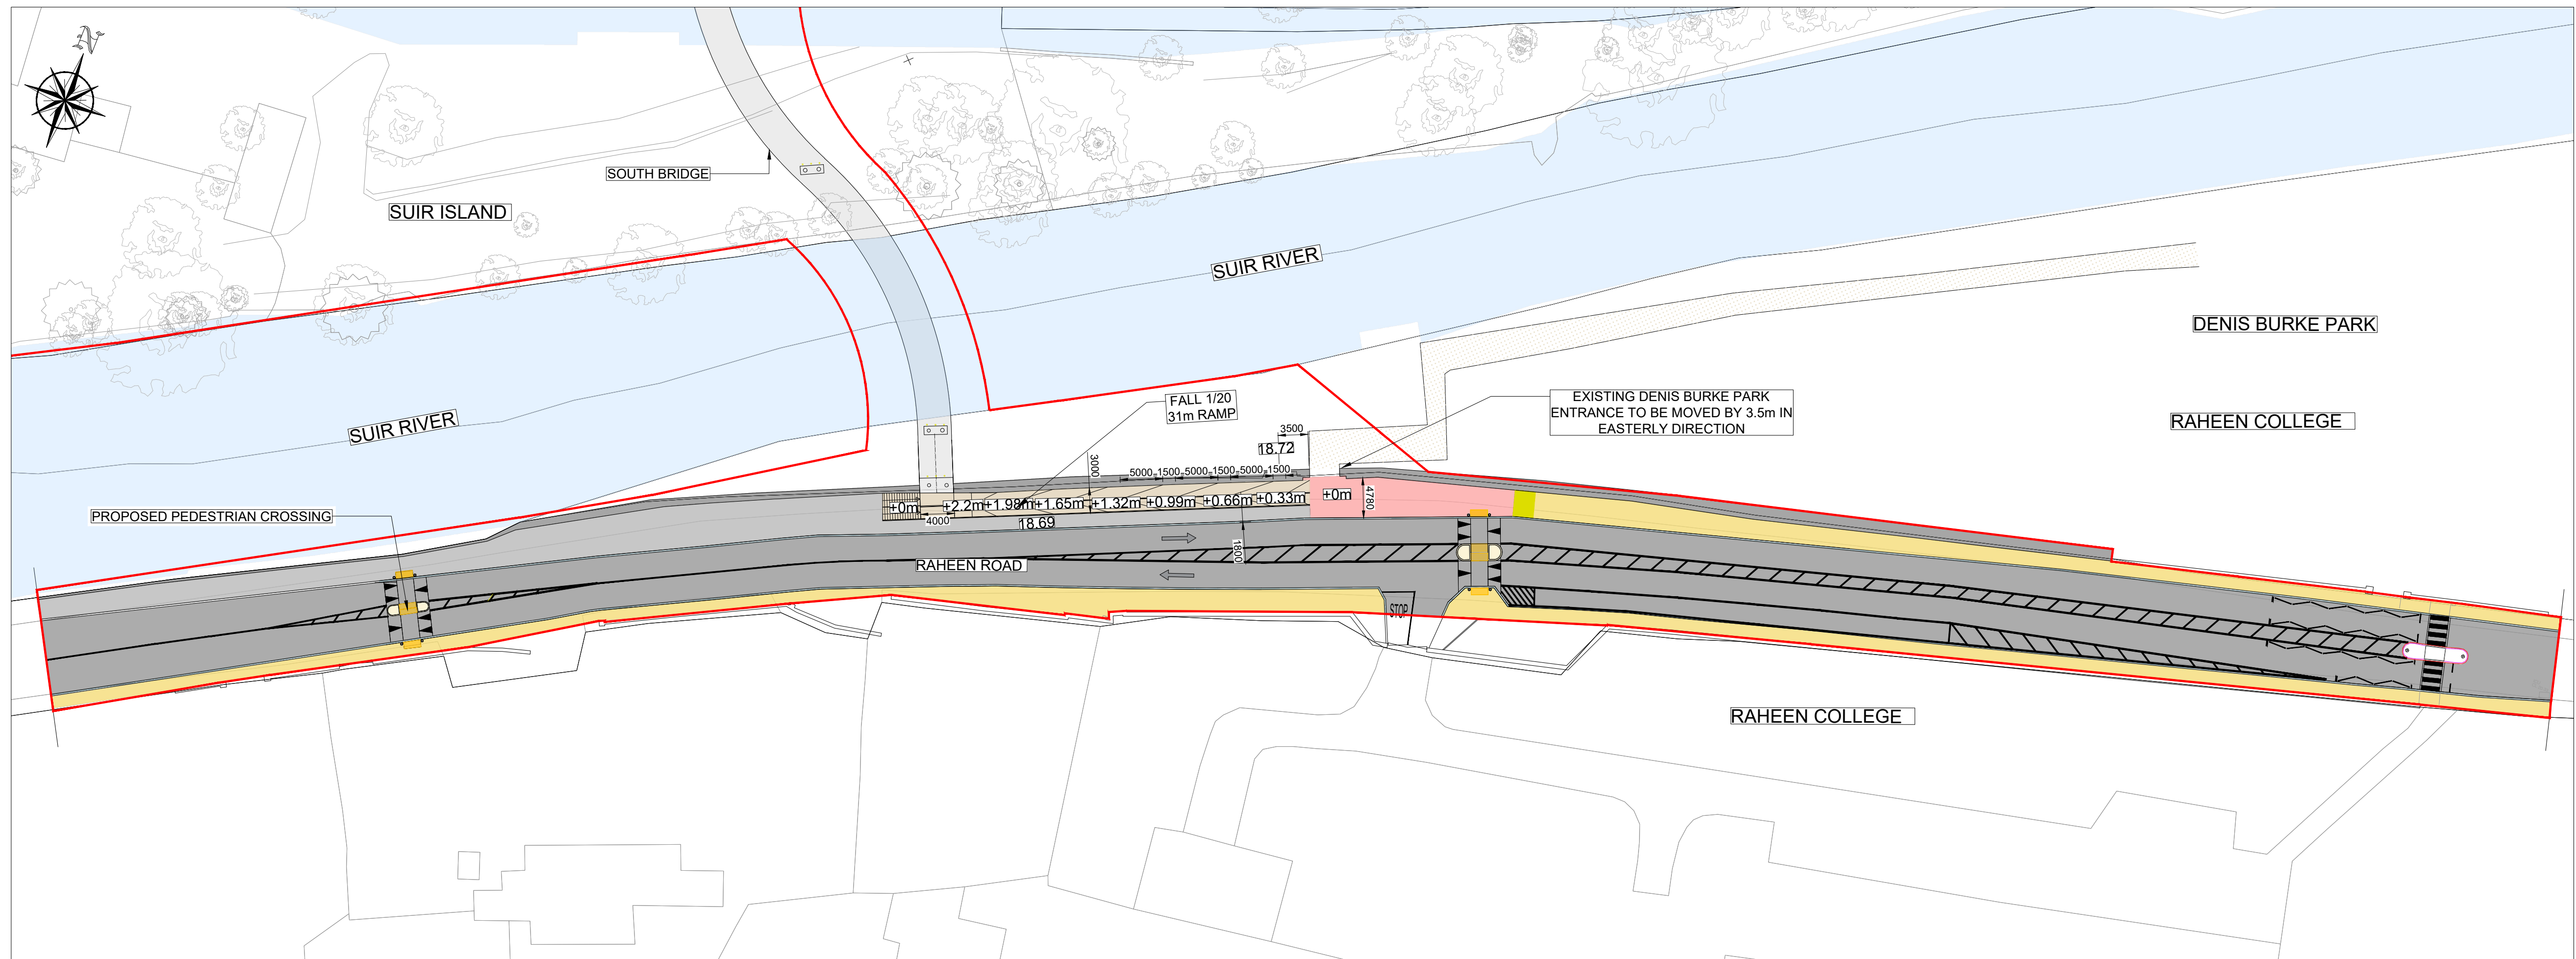 N
SOUTH BRIDGE
SUIR ISLAND
SUIR RIVER
SUIR RIVER
DENIS BURKE PARK
RAHEEN COLLEGE
EXISTING DENIS BURKE PARK
ENTRANCE TO BE MOVED BY 3.5m IN
EASTERLY DIRECTION
FALL 1/20
31m RAMP
3500
18.72
3000
5000 1500 5000 1500 5000 1500
+0m
+2.2m
+1.98m
+1.65m
+1.32m
+0.99m
+0.66m
+0.33m
+0m
4780
4000
18.69
1800
PROPOSED PEDESTRIAN CROSSING
RAHEEN ROAD
STOP
RAHEEN COLLEGE